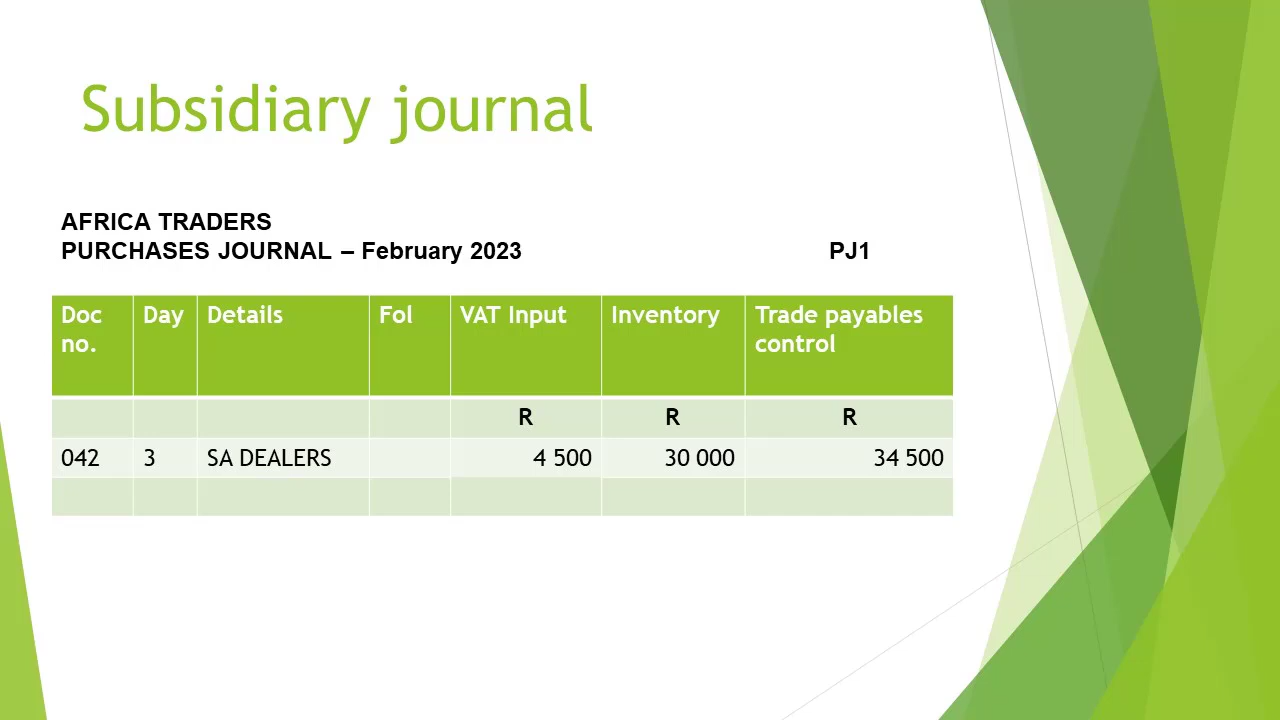 Subsidiary journal
AFRICA TRADERS
PURCHASES JOURNAL – February 2023 PJ1
Doc no. Day Details Fol VAT Input Inventory Trade payables control
R R R
042 3 SA DEALERS 4 500 30 000 34 500